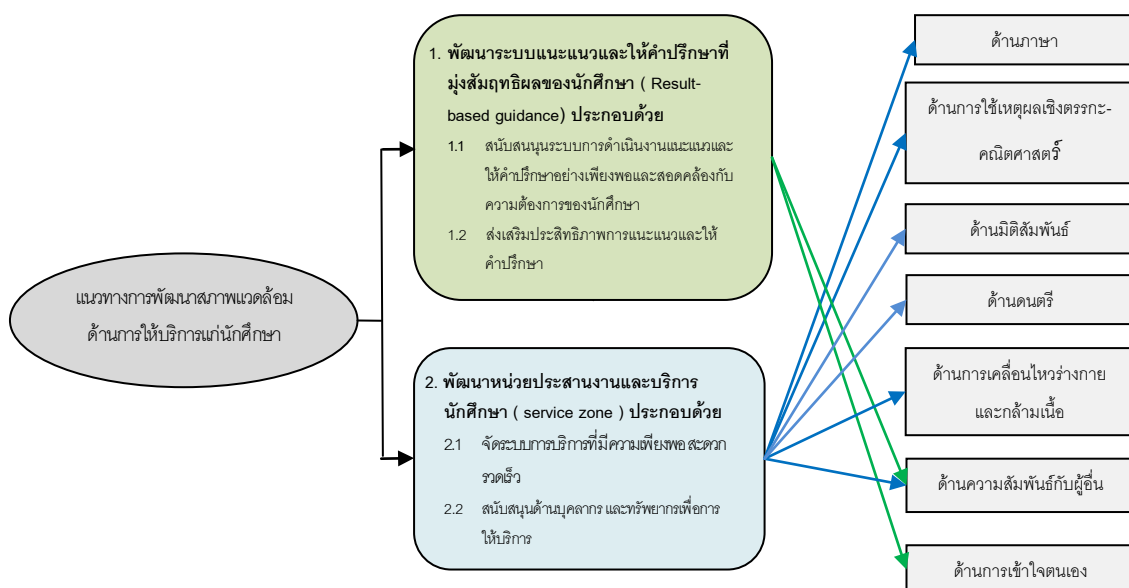 แนวทางการพัฒนาสภาพแวดล้อม
ด้านการให้บริการแก่นักศึกษา
1. พัฒนาระบบแนะแนวและให้คำปรึกษาที่
มุ่งสัมฤทธิผลของนักศึกษา ( Result-
based guidance) ประกอบด้วย
1.1 สนับสนนุนระบบการดำเนินงานแนะแนวและ
ให้คำปรึกษาอย่างเพียงพอและสอดคล้องกับ
ความต้องการของนักศึกษา
1.2 ส่งเสริมประสิทธิภาพการแนะแนวและให้
คำปรึกษา
2. พัฒนาหน่วยประสานงานและบริการ
นักศึกษา ( service zone ) ประกอบด้วย
2.1 จัดระบบการบริการที่มีความเพียงพอ สะดวก
รวดเร็ว
2.2 สนับสนุนด้านบุคลากร และทรัพยากรเพื่อการ
ให้บริการ
ด้านภาษา
ด้านการใช้เหตุผลเชิงตรรกะ-
คณิตศาสตร์
ด้านมิติสัมพันธ์
ด้านดนตรี
ด้านการเคลื่อนไหวร่างกาย
และกล้ามเนื้อ
ด้านความสัมพันธ์กับผู้อื่น
ด้านการเข้าใจตนเอง